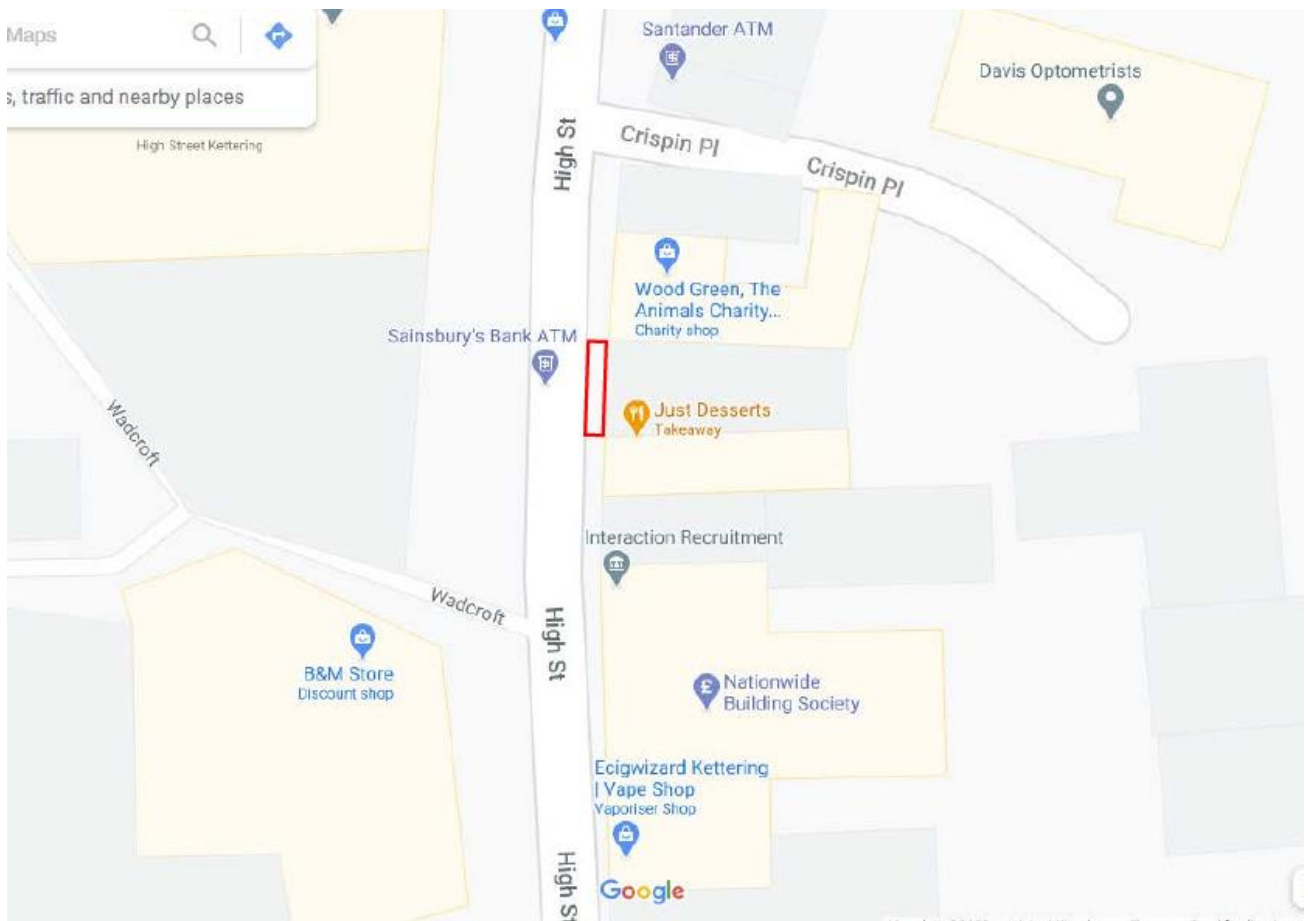 Maps
s, traffic and nearby places
High Street Kettering
High St
Santander ATM
Davis Optometrists
Crispin Pl
Crispin Pl
Wood Green, The
Animals Charity...
Charity shop
Sainsbury's Bank ATM
Just Desserts
Takeaway
Wadcroft
Interaction Recruitment
Wadcroft
High St
B&M Store
Discount shop
£
Nationwide
Building Society
Ecigwizard Kettering
| Vape Shop
Vaporiser Shop
High St
Google